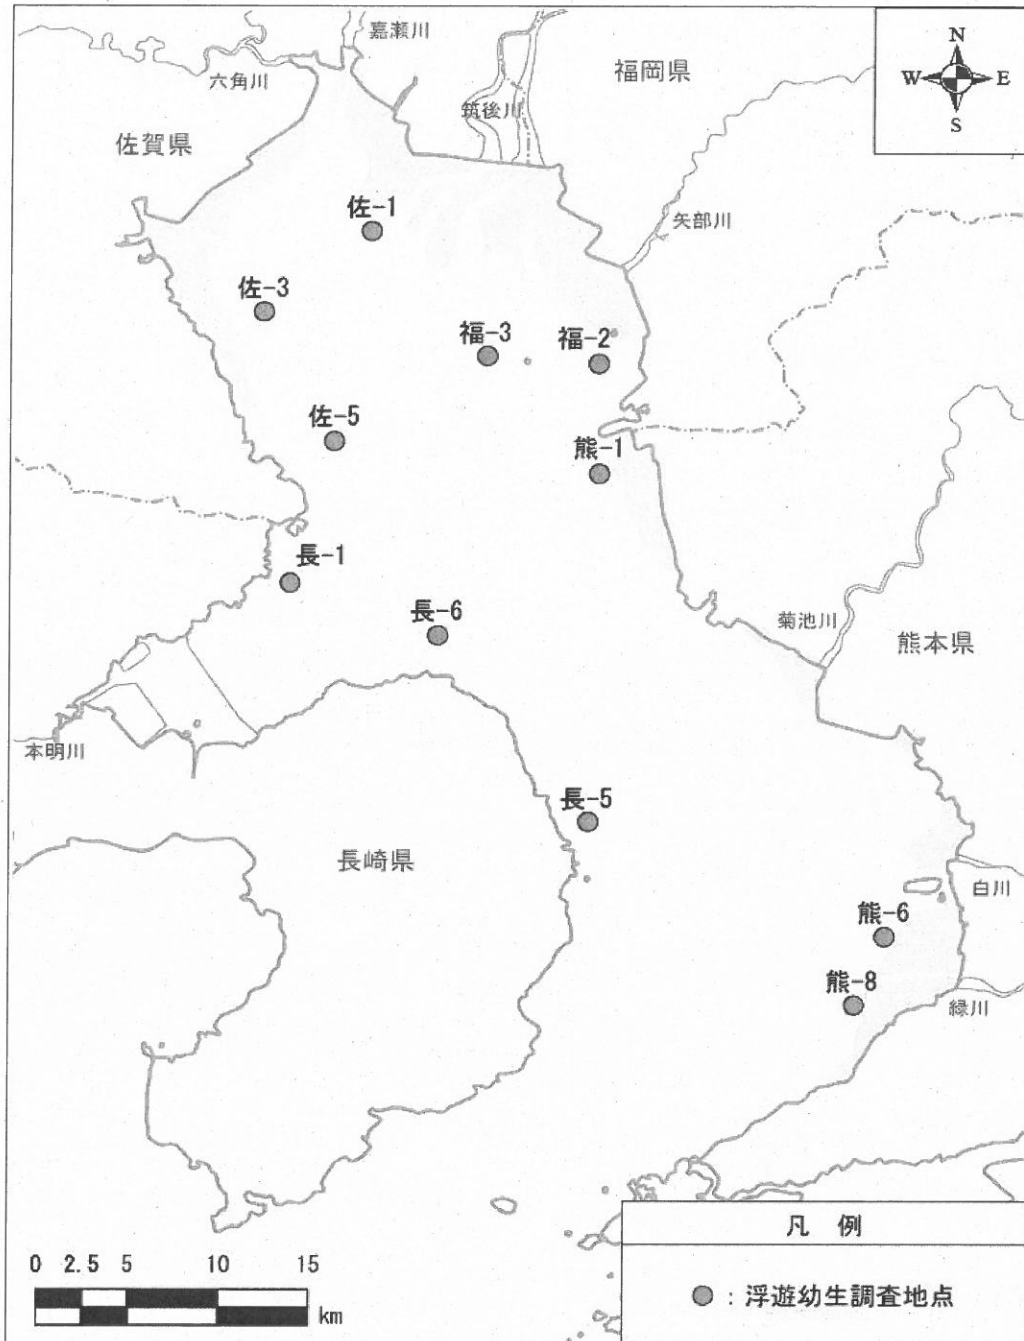 嘉瀬川
六角川
福岡県
N
W E
S
筑後川
佐賀県
佐-1
矢部川
佐-3
福-3
福-2
佐-5
熊-1
長-1
長-6
菊池川
熊本県
本明川
長-5
長崎県
白川
熊-6
熊-8
緑川
凡 例
0 2.5 5 10 15
km
:浮遊幼生調査地点